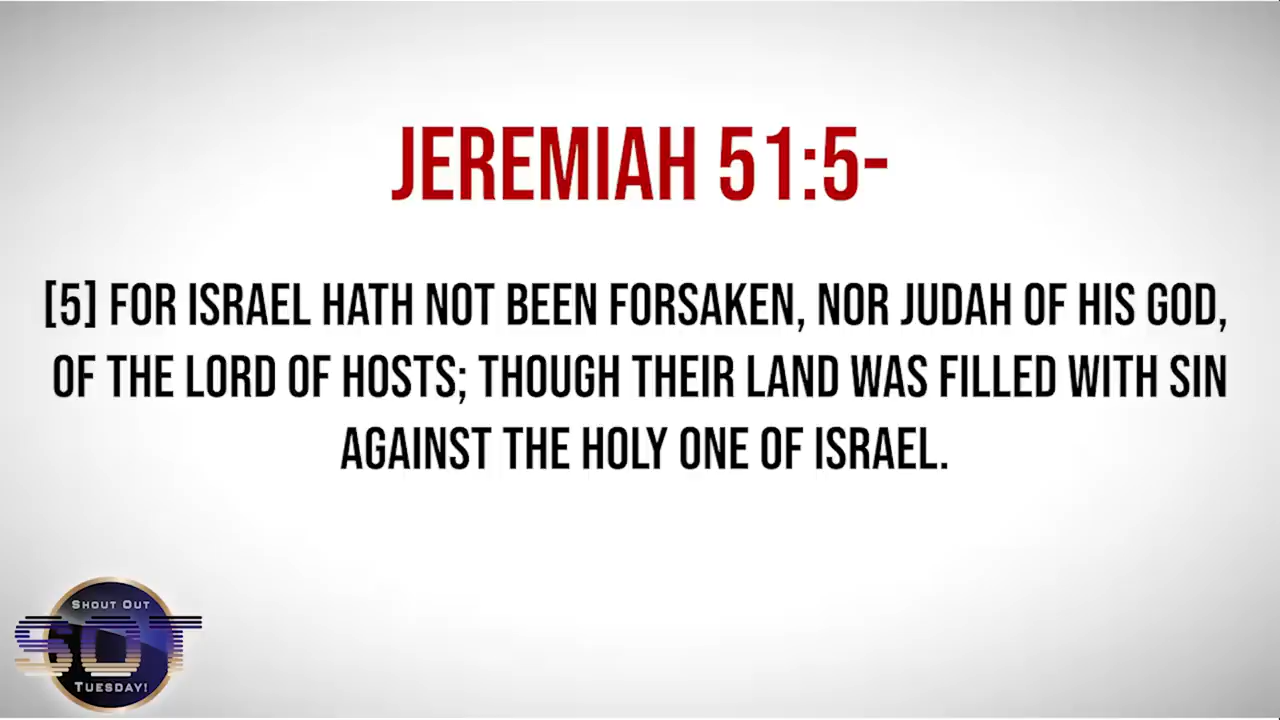 JEREMIAH 51:5-
[5] FOR ISRAEL HATH NOT BEEN FORSAKEN, NOR JUDAH OF HIS GOD,
OF THE LORD OF HOSTS; THOUGH THEIR LAND WAS FILLED WITH SIN
AGAINST THE HOLY ONE OF ISRAEL.
SHOUT OUT
SOT
TUESDAY!